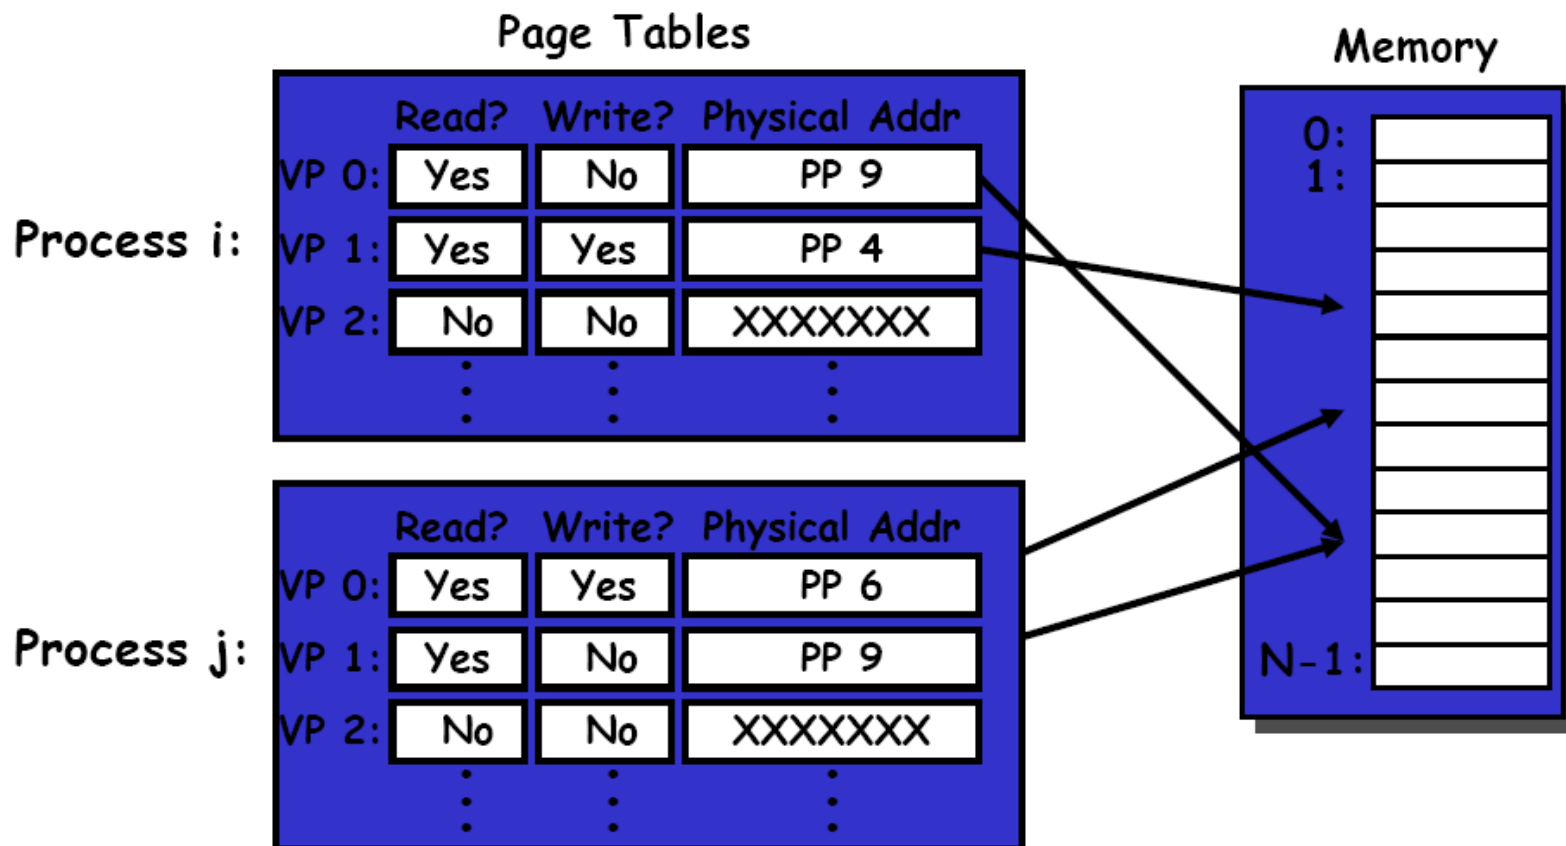 Page Tables
Memory
Read? Write? Physical Addr
VP 0: Yes No PP 9
Process i: VP 1: Yes Yes PP 4
VP 2: No No XXXXXXX
0:
1:
N-1:
Read? Write? Physical Addr
VP 0: Yes Yes PP 6
Process j: VP 1: Yes No PP 9
VP 2: No No XXXXXXX